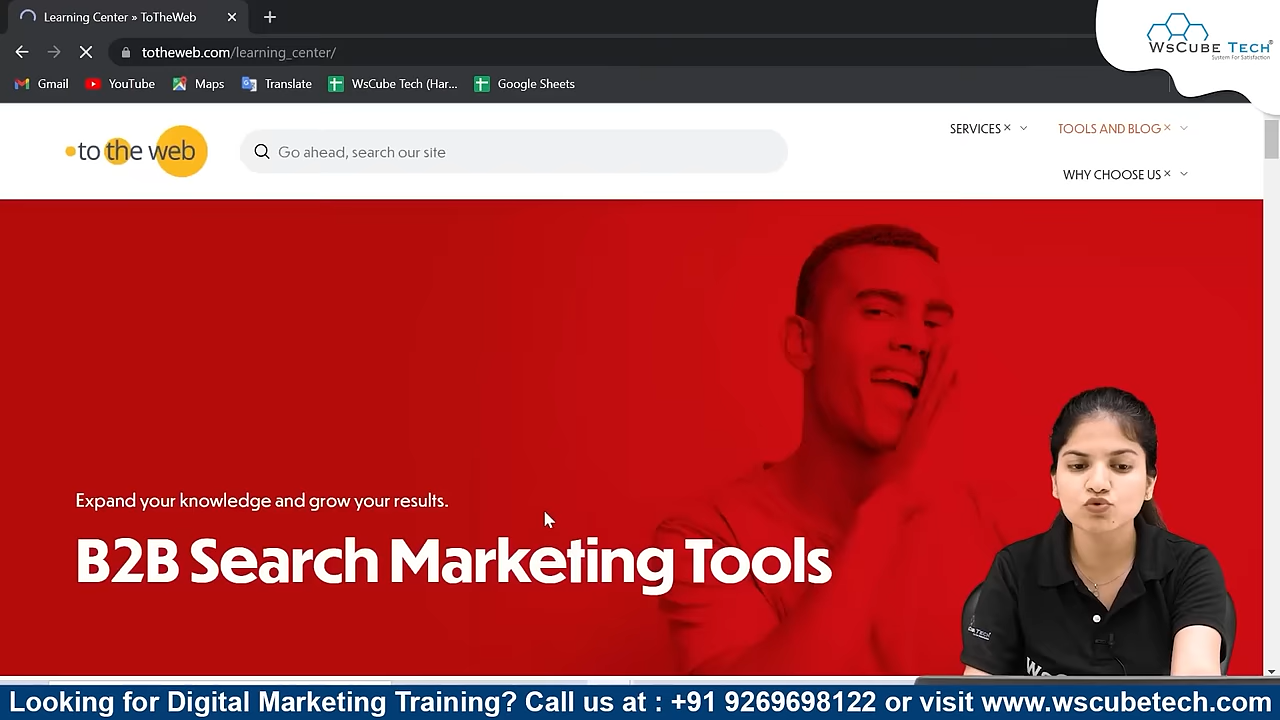 Learning Center » ToTheWeb
totheweb.com/learning_center/
Gmail
YouTube
Maps
Translate
WsCube Tech (Har...
Google Sheets
WsCube Tech®
System For Satisfaction
to the web
Go ahead, search our site
SERVICES
TOOLS AND BLOG
WHY CHOOSE US
Expand your knowledge and grow your results.
B2B Search Marketing Tools
Looking for Digital Marketing Training? Call us at : +91 9269698122 or visit www.wscubetech.com